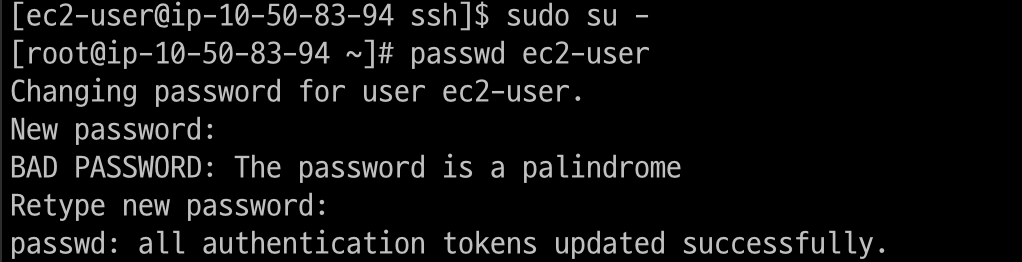 [ec2-user@ip-10-50-83-94 ssh]$ sudo su -
[root@ip-10-50-83-94 ~]# passwd ec2-user
Changing password for user ec2-user.
New password:
BAD PASSWORD: The password is a palindrome
Retype new password:
passwd: all authentication tokens updated successfully.